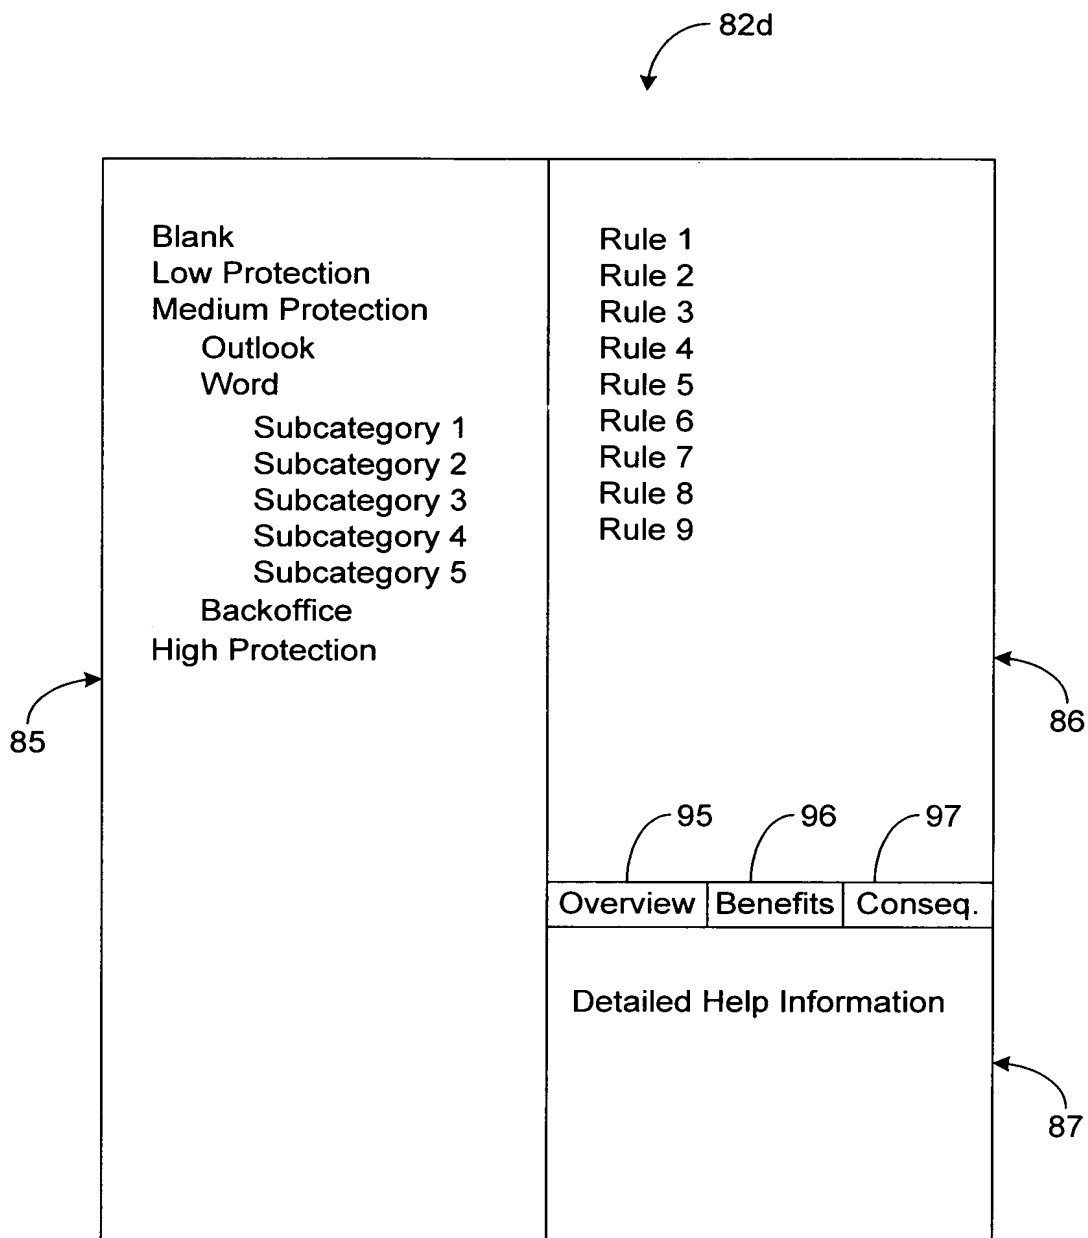 82d
Blank
Low Protection
Medium Protection
Outlook
Word
Subcategory 1
Subcategory 2
Subcategory 3
Subcategory 4
Subcategory 5
Backoffice
High Protection
85
Rule 1
Rule 2
Rule 3
Rule 4
Rule 5
Rule 6
Rule 7
Rule 8
Rule 9
86
95 96 97
Overview Benefits Conseq.
Detailed Help Information
87